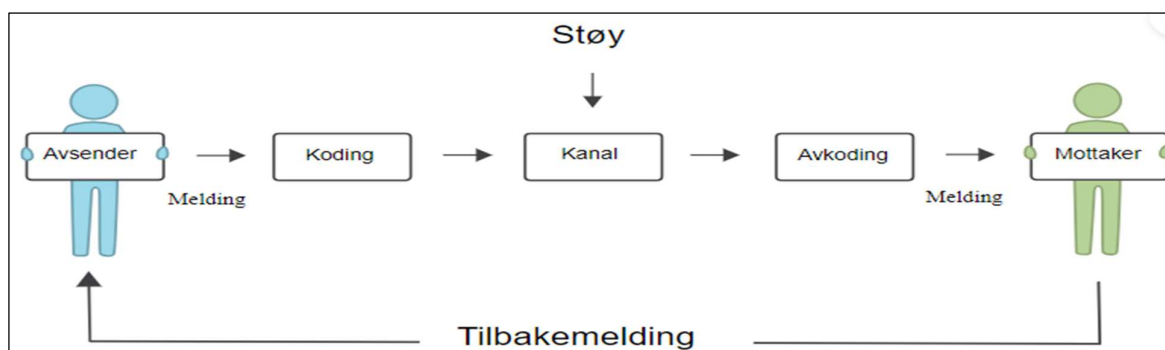 Støy
Avsender
Koding
Kanal
Avkoding
Mottaker
Melding
Melding
Tilbakemelding